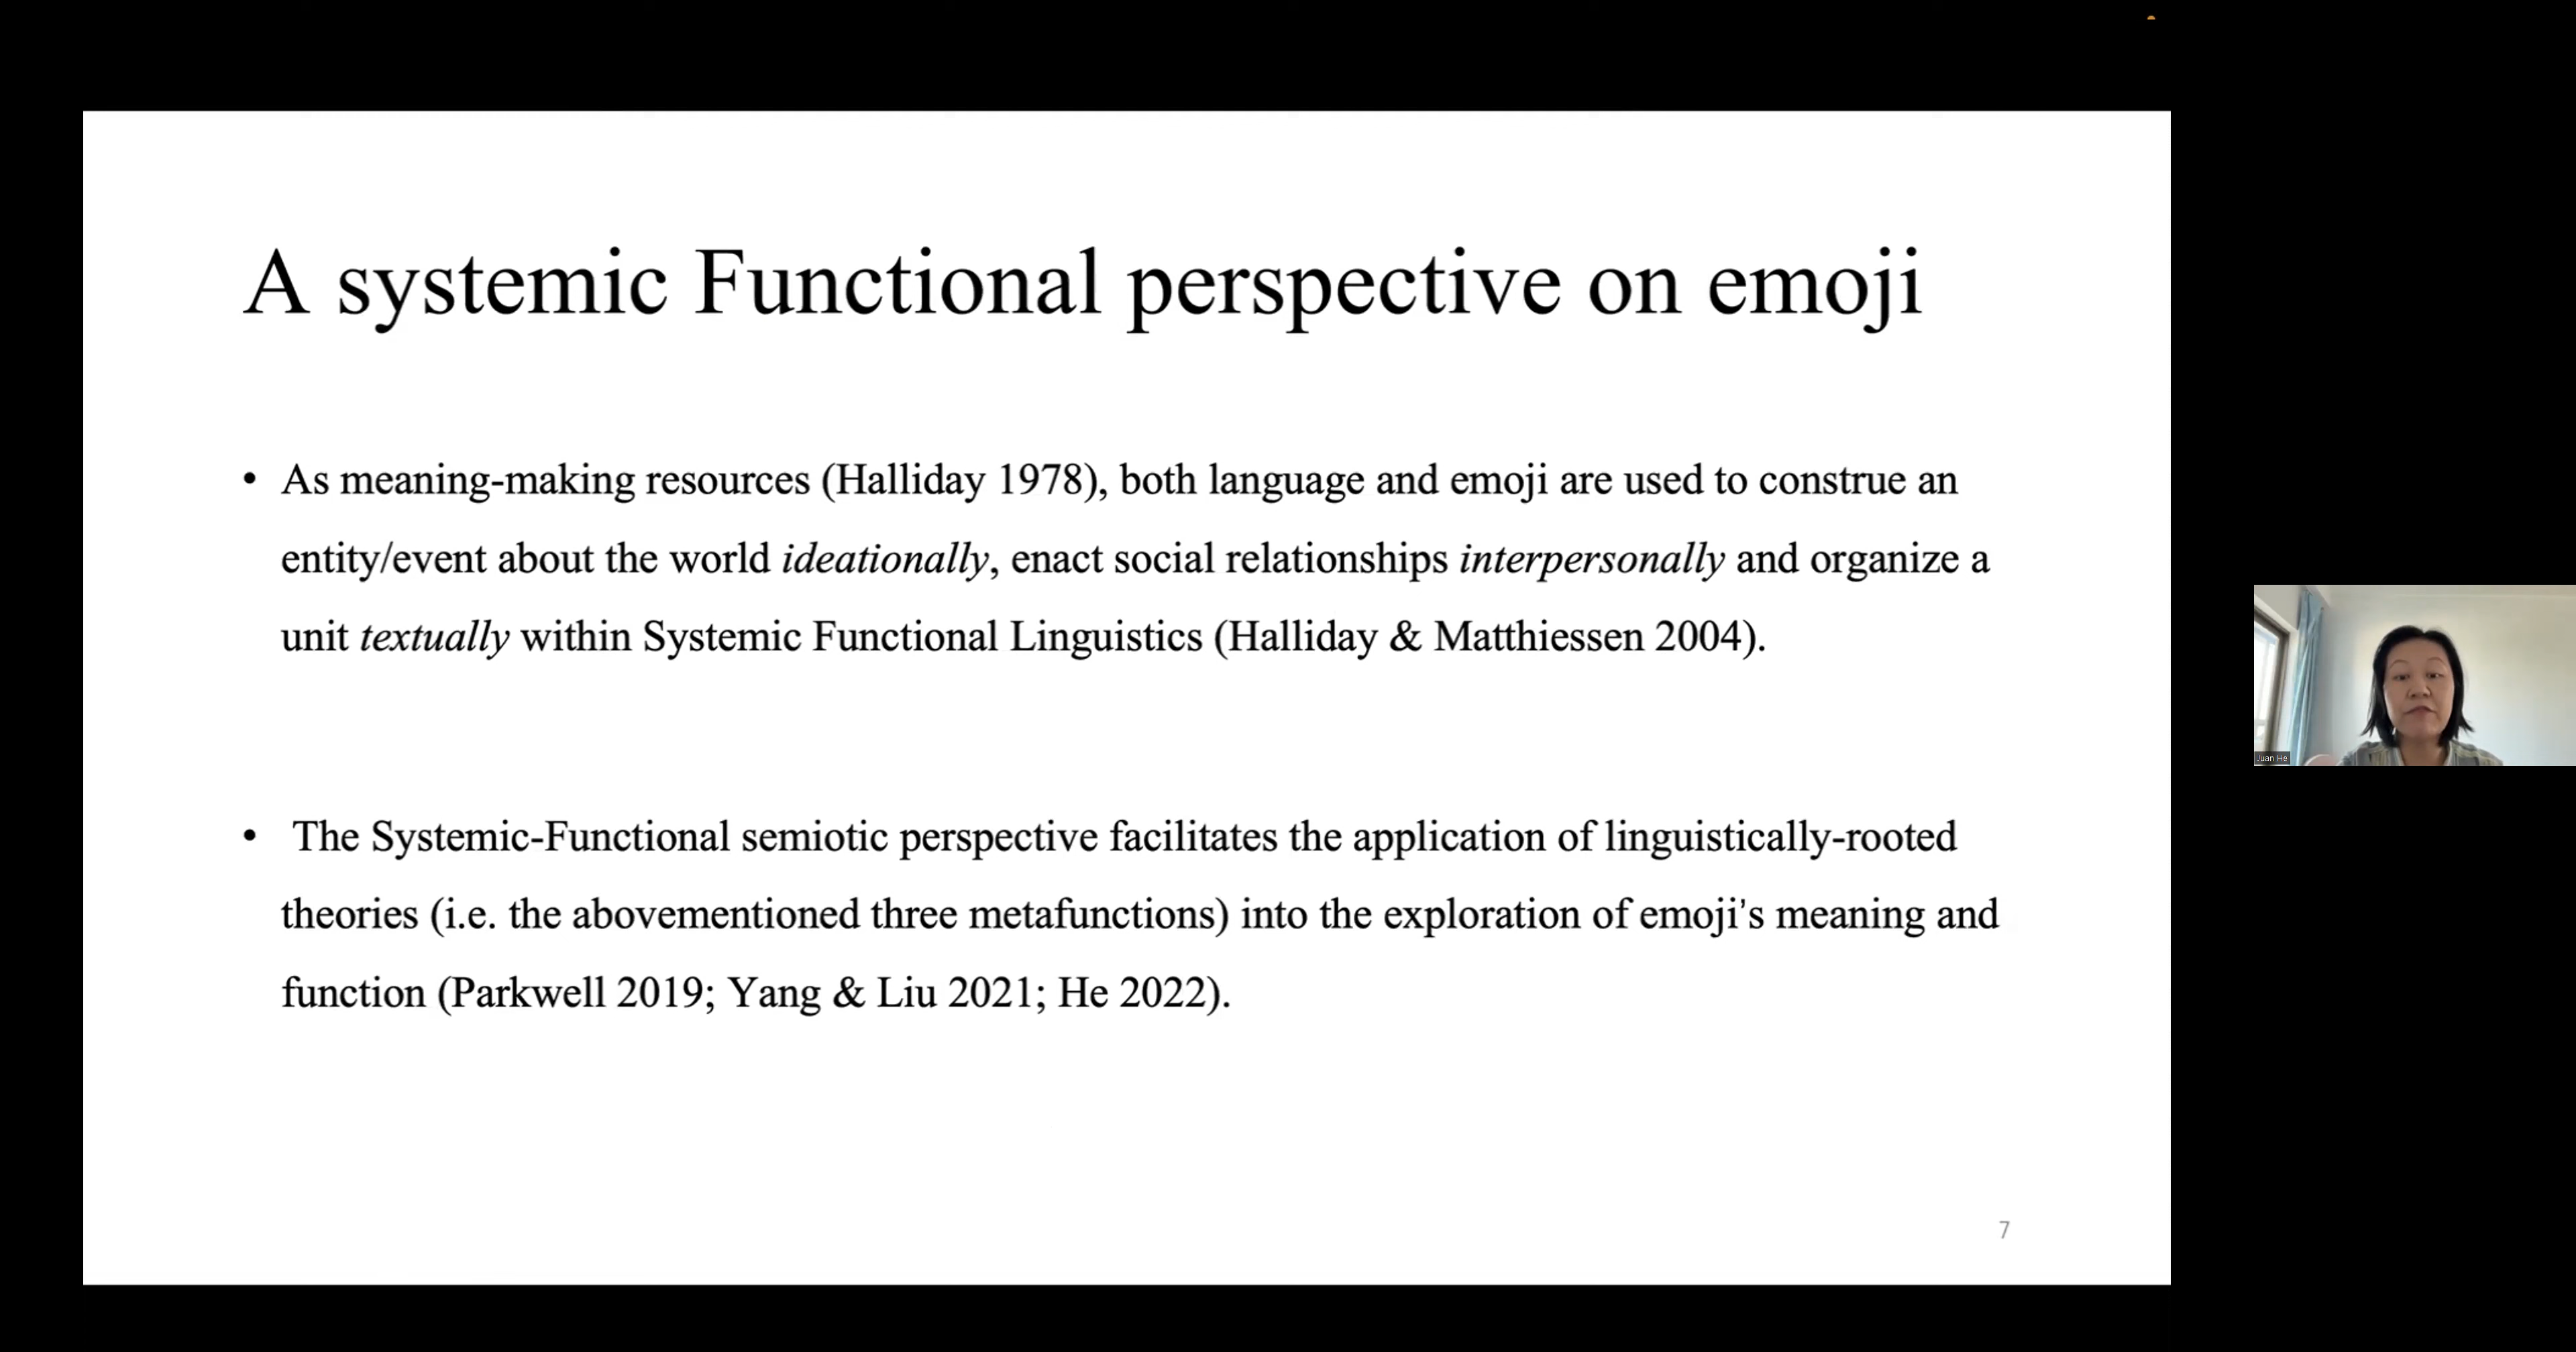 A systemic Functional perspective on emoji
• As meaning-making resources (Halliday 1978), both language and emoji are used to construe an
entity/event about the world ideationally, enact social relationships interpersonally and organize a
unit textually within Systemic Functional Linguistics (Halliday & Matthiessen 2004).
• The Systemic-Functional semiotic perspective facilitates the application of linguistically-rooted
theories (i.e. the abovementioned three metafunctions) into the exploration of emoji's meaning and
function (Parkwell 2019; Yang & Liu 2021; He 2022).
7
Juan He